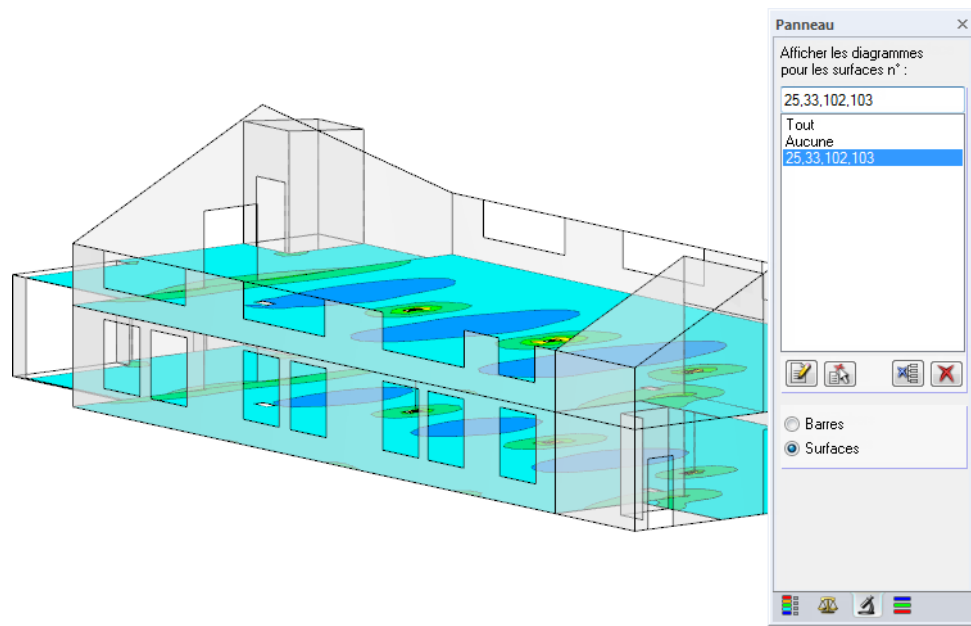 Panneau
Afficher les diagrammes
pour les surfaces n° :
25,33,102,103
Tout
Aucune
25,33,102,103
Barres
Surfaces